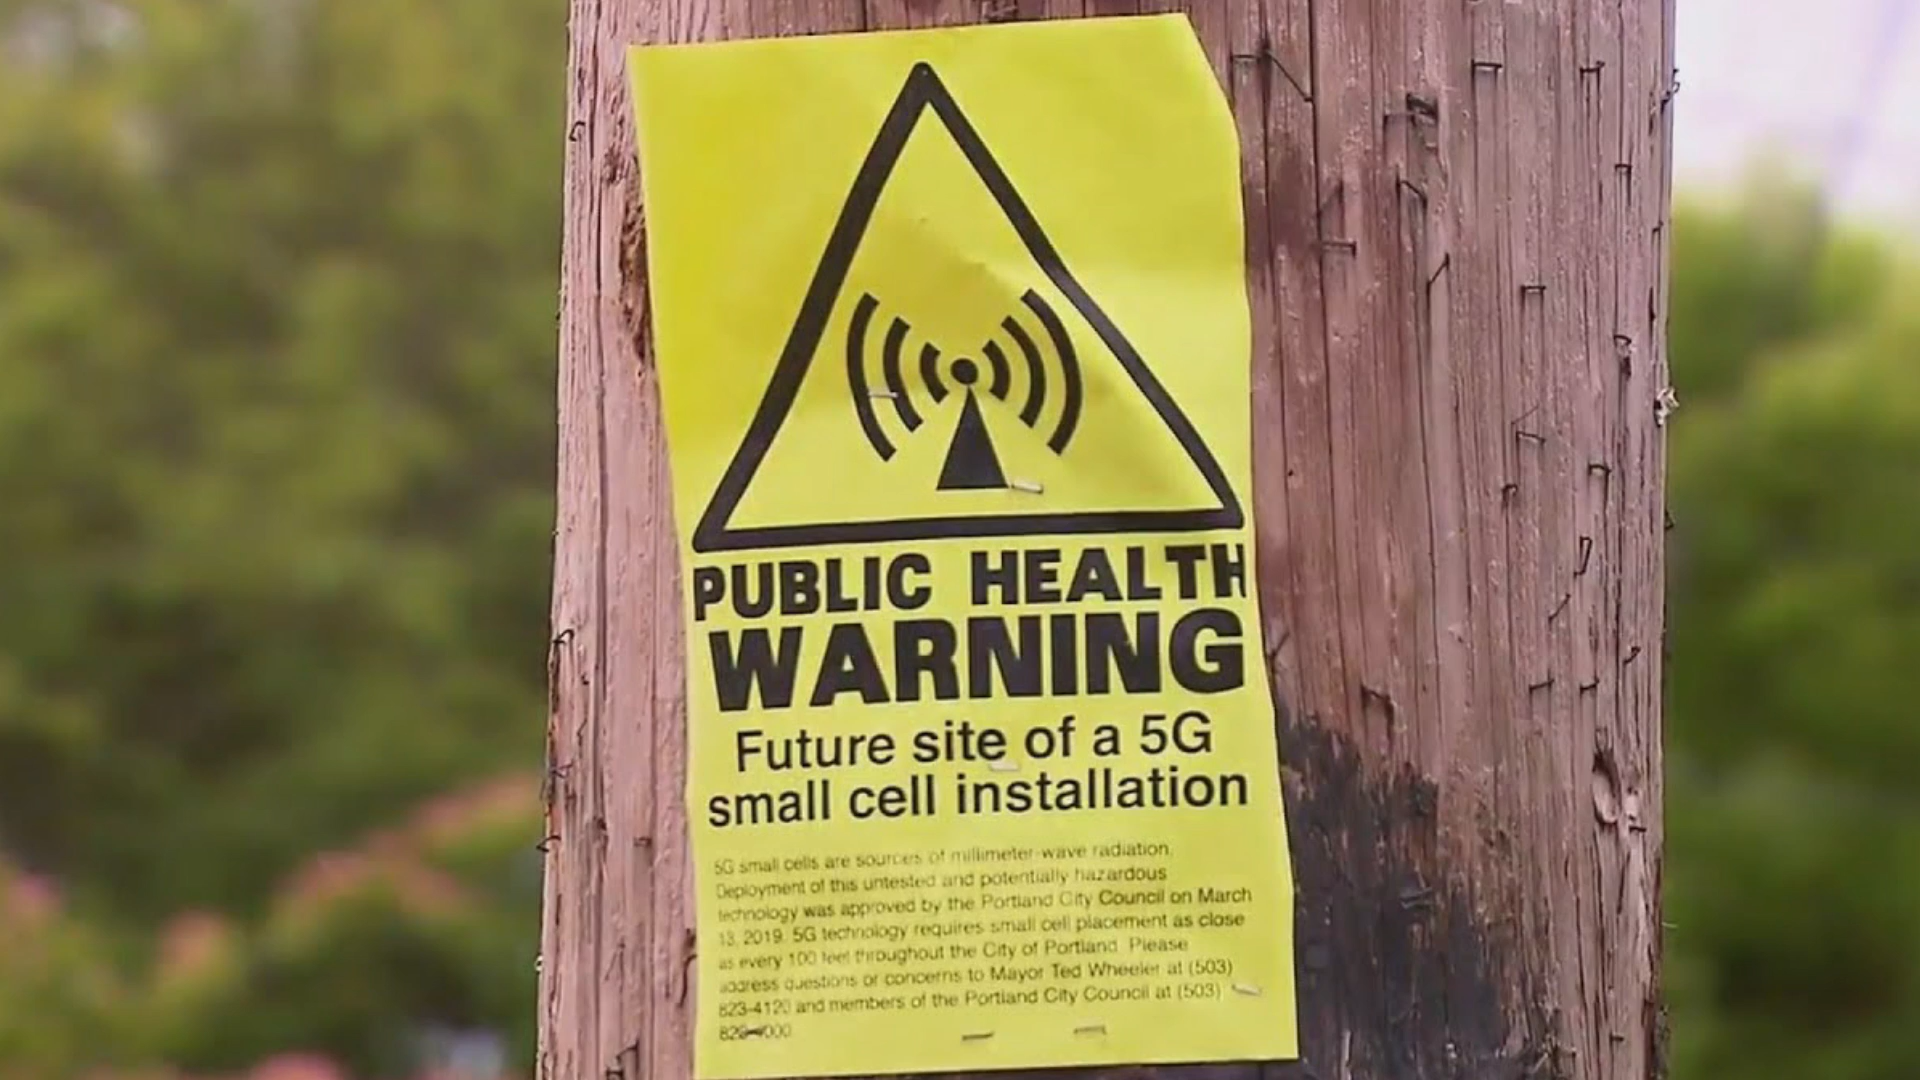 PUBLIC HEALTH
WARNING
Future site of a 5G
small cell installation
5G small cells are sources of millimeter-wave radiation.
Deployment of this untested and potentially hazardous
technology was approved by the Portland City Council on March
13, 2019. 5G technology requires small cell placement as close
as every 100 feet throughout the City of Portland. Please
address questions or concerns to Mayor Ted Wheeler at (503)
823-4120 and members of the Portland City Council at (503)